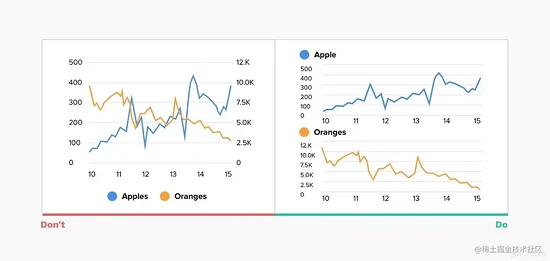 500
400
300
200
100
0
12.K
10.0K
7.5K
5.0K
2.5K
0
10 11 12 13 14 15
Apples Oranges
Apple
500
400
300
200
100
0
10 11 12 13 14 15
Oranges
12.K
10.0K
7.5K
5.0K
2.5K
0
10 11 12 13 14 15
Don't
Do
@稀土掘金技术社区